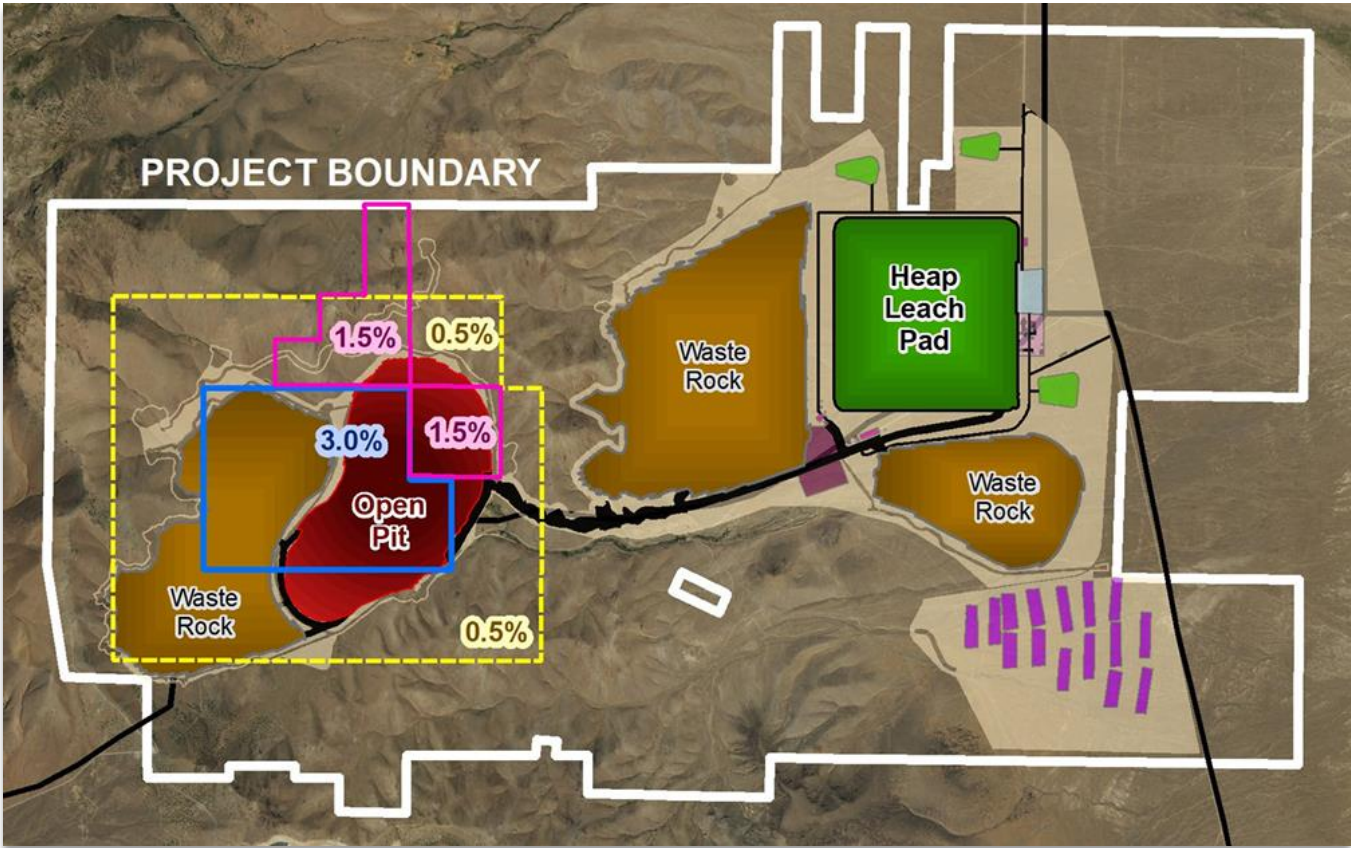 PROJECT BOUNDARY
Heap
Leach
Pad
1.5%
0.5%
Waste
Rock
3.0%
1.5%
Open
Pit
Waste
Rock
Waste
Rock
0.5%